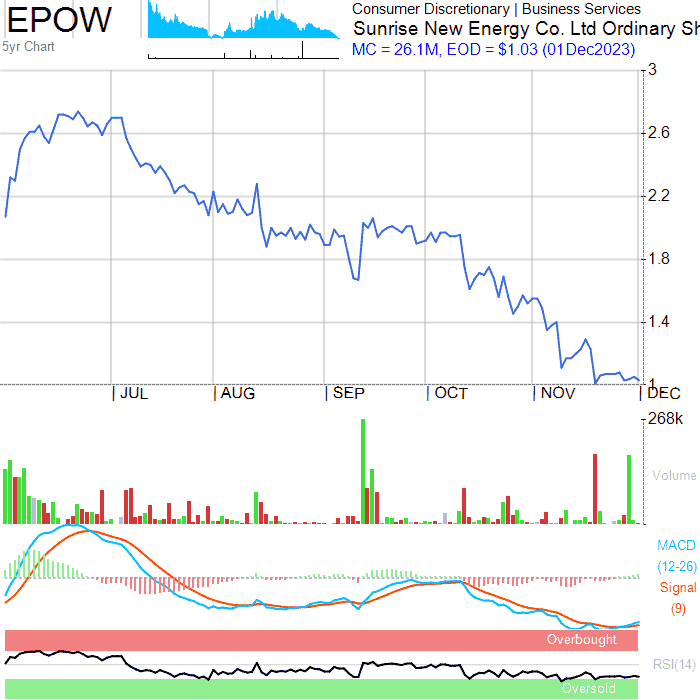 EPOW
5yr Chart
Consumer Discretionary | Business Services
Sunrise New Energy Co. Ltd Ordinary Sh
MC = 26.1M, EOD = $1.03 (01Dec2023)
3
2.6
2.2
1.8
1.4
1
JUL AUG SEP OCT NOV DEC
268k
Volume
MACD
(12-26)
Signal
(9)
Overbought
RSI(14)
Oversold